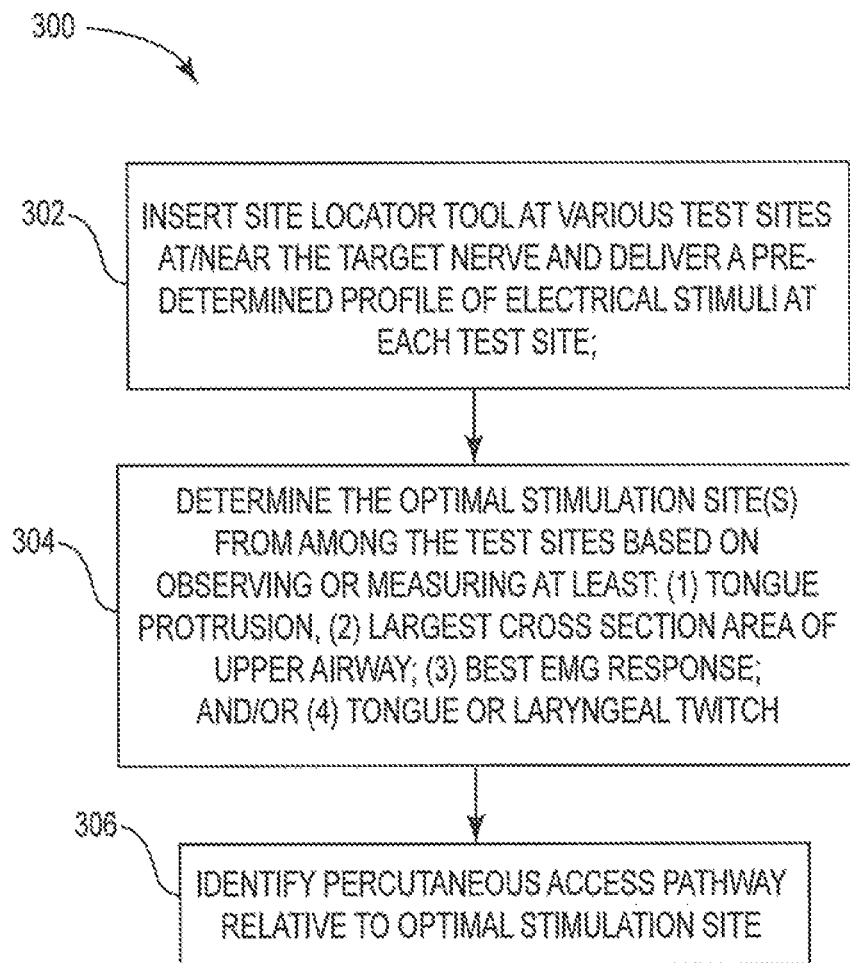 300
302
INSERT SITE LOCATOR TOOL AT VARIOUS TEST SITES
AT/NEAR THE TARGET NERVE AND DELIVER A PRE-
DETERMINED PROFILE OF ELECTRICAL STIMULI AT
EACH TEST SITE;
304
DETERMINE THE OPTIMAL STIMULATION SITE(S)
FROM AMONG THE TEST SITES BASED ON
OBSERVING OR MEASURING AT LEAST: (1) TONGUE
PROTRUSION, (2) LARGEST CROSS SECTION AREA OF
UPPER AIRWAY; (3) BEST EMG RESPONSE;
AND/OR (4) TONGUE OR LARYNGEAL TWITCH
306
IDENTIFY PERCUTANEOUS ACCESS PATHWAY
RELATIVE TO OPTIMAL STIMULATION SITE